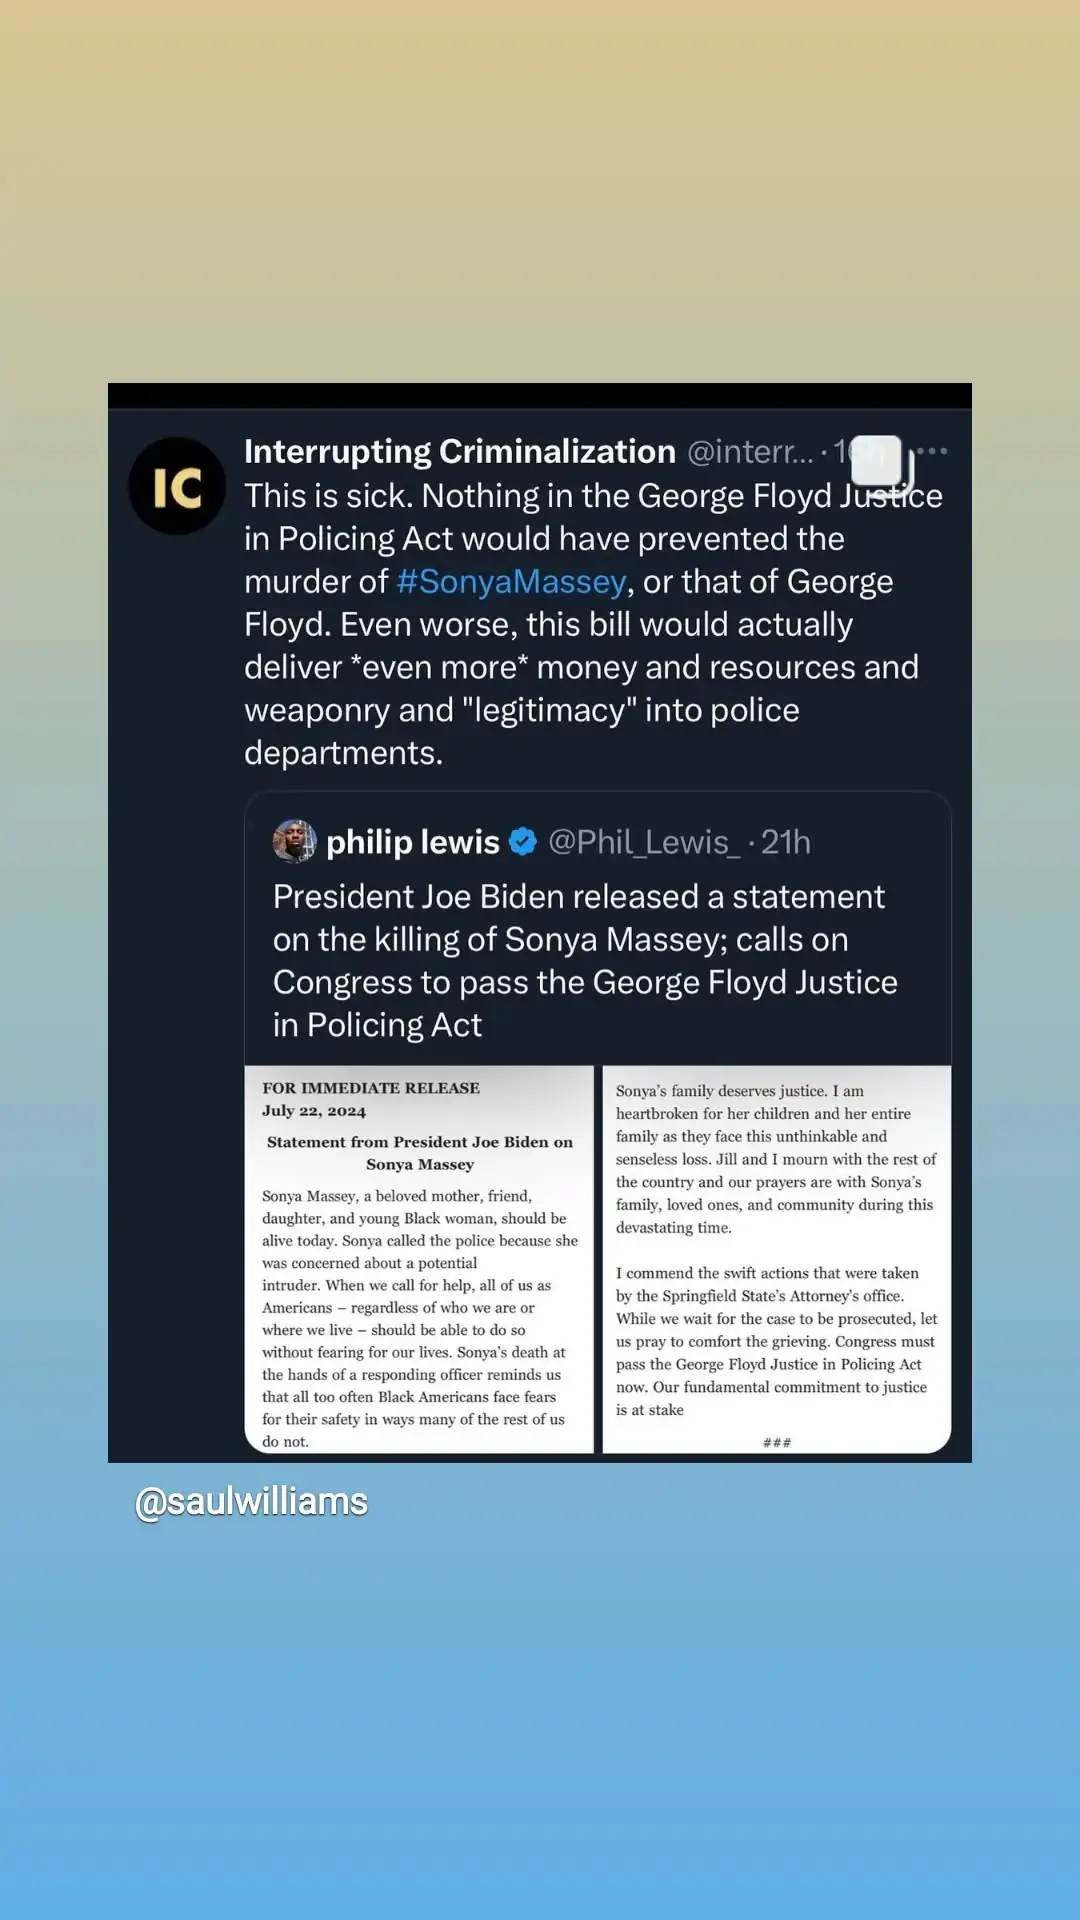 IC
Interrupting Criminalization @interr... ·
This is sick. Nothing in the George Floyd Justice
in Policing Act would have prevented the
murder of #SonyaMassey, or that of George
Floyd. Even worse, this bill would actually
deliver *even more* money and resources and
weaponry and "legitimacy" into police
departments.
philip lewis @Phil_Lewis_ · 21h
President Joe Biden released a statement
on the killing of Sonya Massey; calls on
Congress to pass the George Floyd Justice
in Policing Act
FOR IMMEDIATE RELEASE
July 22, 2024
Statement from President Joe Biden on
Sonya Massey
Sonya Massey, a beloved mother, friend,
daughter, and young Black woman, should be
alive today. Sonya called the police because she
was concerned about a potential
intruder. When we call for help, all of us as
Americans – regardless of who we are or
where we live – should be able to do so
without fearing for our lives. Sonya's death at
the hands of a responding officer reminds us
that all too often Black Americans face fears
for their safety in ways many of the rest of us
do not.
Sonya's family deserves justice. I am
heartbroken for her children and her entire
family as they face this unthinkable and
senseless loss. Jill and I mourn with the rest of
the country and our prayers are with Sonya's
family, loved ones, and community during this
devastating time.
I commend the swift actions that were taken
by the Springfield State's Attorney's office.
While we wait for the case to be prosecuted, let
us pray to comfort the grieving. Congress must
pass the George Floyd Justice in Policing Act
now. Our fundamental commitment to justice
is at stake
###
@saulwilliams